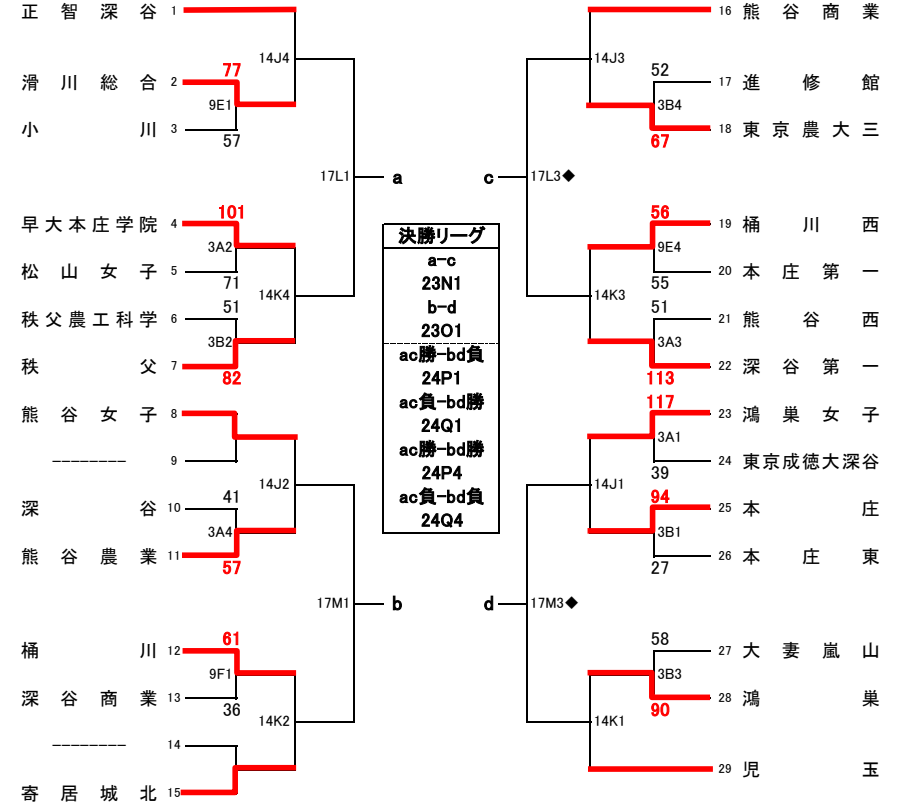 正智深谷 1
14J4
77
滑川総合 2
9E1
小川 3
57
17L1
a
101
早大本庄学院 4
3A2
松山女子 5
71
14K4
51
秩父農工科学 6
3B2
秩父 7
82
熊谷女子 8
-------- 9
14J2
41
深谷 10
3A4
熊谷農業 11
57
17M1
b
61
桶川 12
9F1
深谷商業 13
36
14K2
-------- 14
寄居城北 15
決勝リーグ
a-c
23N1
b-d
23O1
ac勝-bd負
24P1
ac負-bd勝
24Q1
ac勝-bd勝
24P4
ac負-bd負
24Q4
16 熊谷商業
14J3
52
17 進修館
3B4
18 東京農大三
67
c
17L3◆
56
19 桶川西
9E4
20 本庄第一
55
14K3
51
21 熊谷西
3A3
22 深谷第一
113
117
23 鴻巣女子
3A1
24 東京成徳大深谷
39
14J1
94
25 本庄
3B1
26 本庄東
27
d
17M3◆
58
27 大妻嵐山
3B3
28 鴻巣
90
14K1
29 児玉